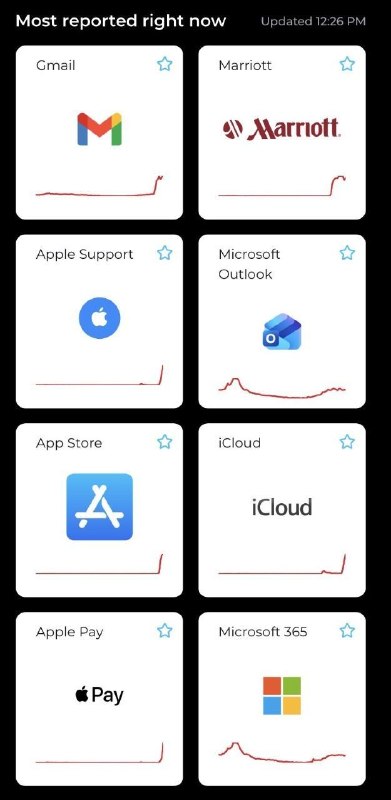 Most reported right now
Updated 12:26 PM
Gmail
Marriott
Marriott.
Apple Support
Microsoft
Outlook
App Store
iCloud
iCloud
Apple Pay
Pay
Microsoft 365